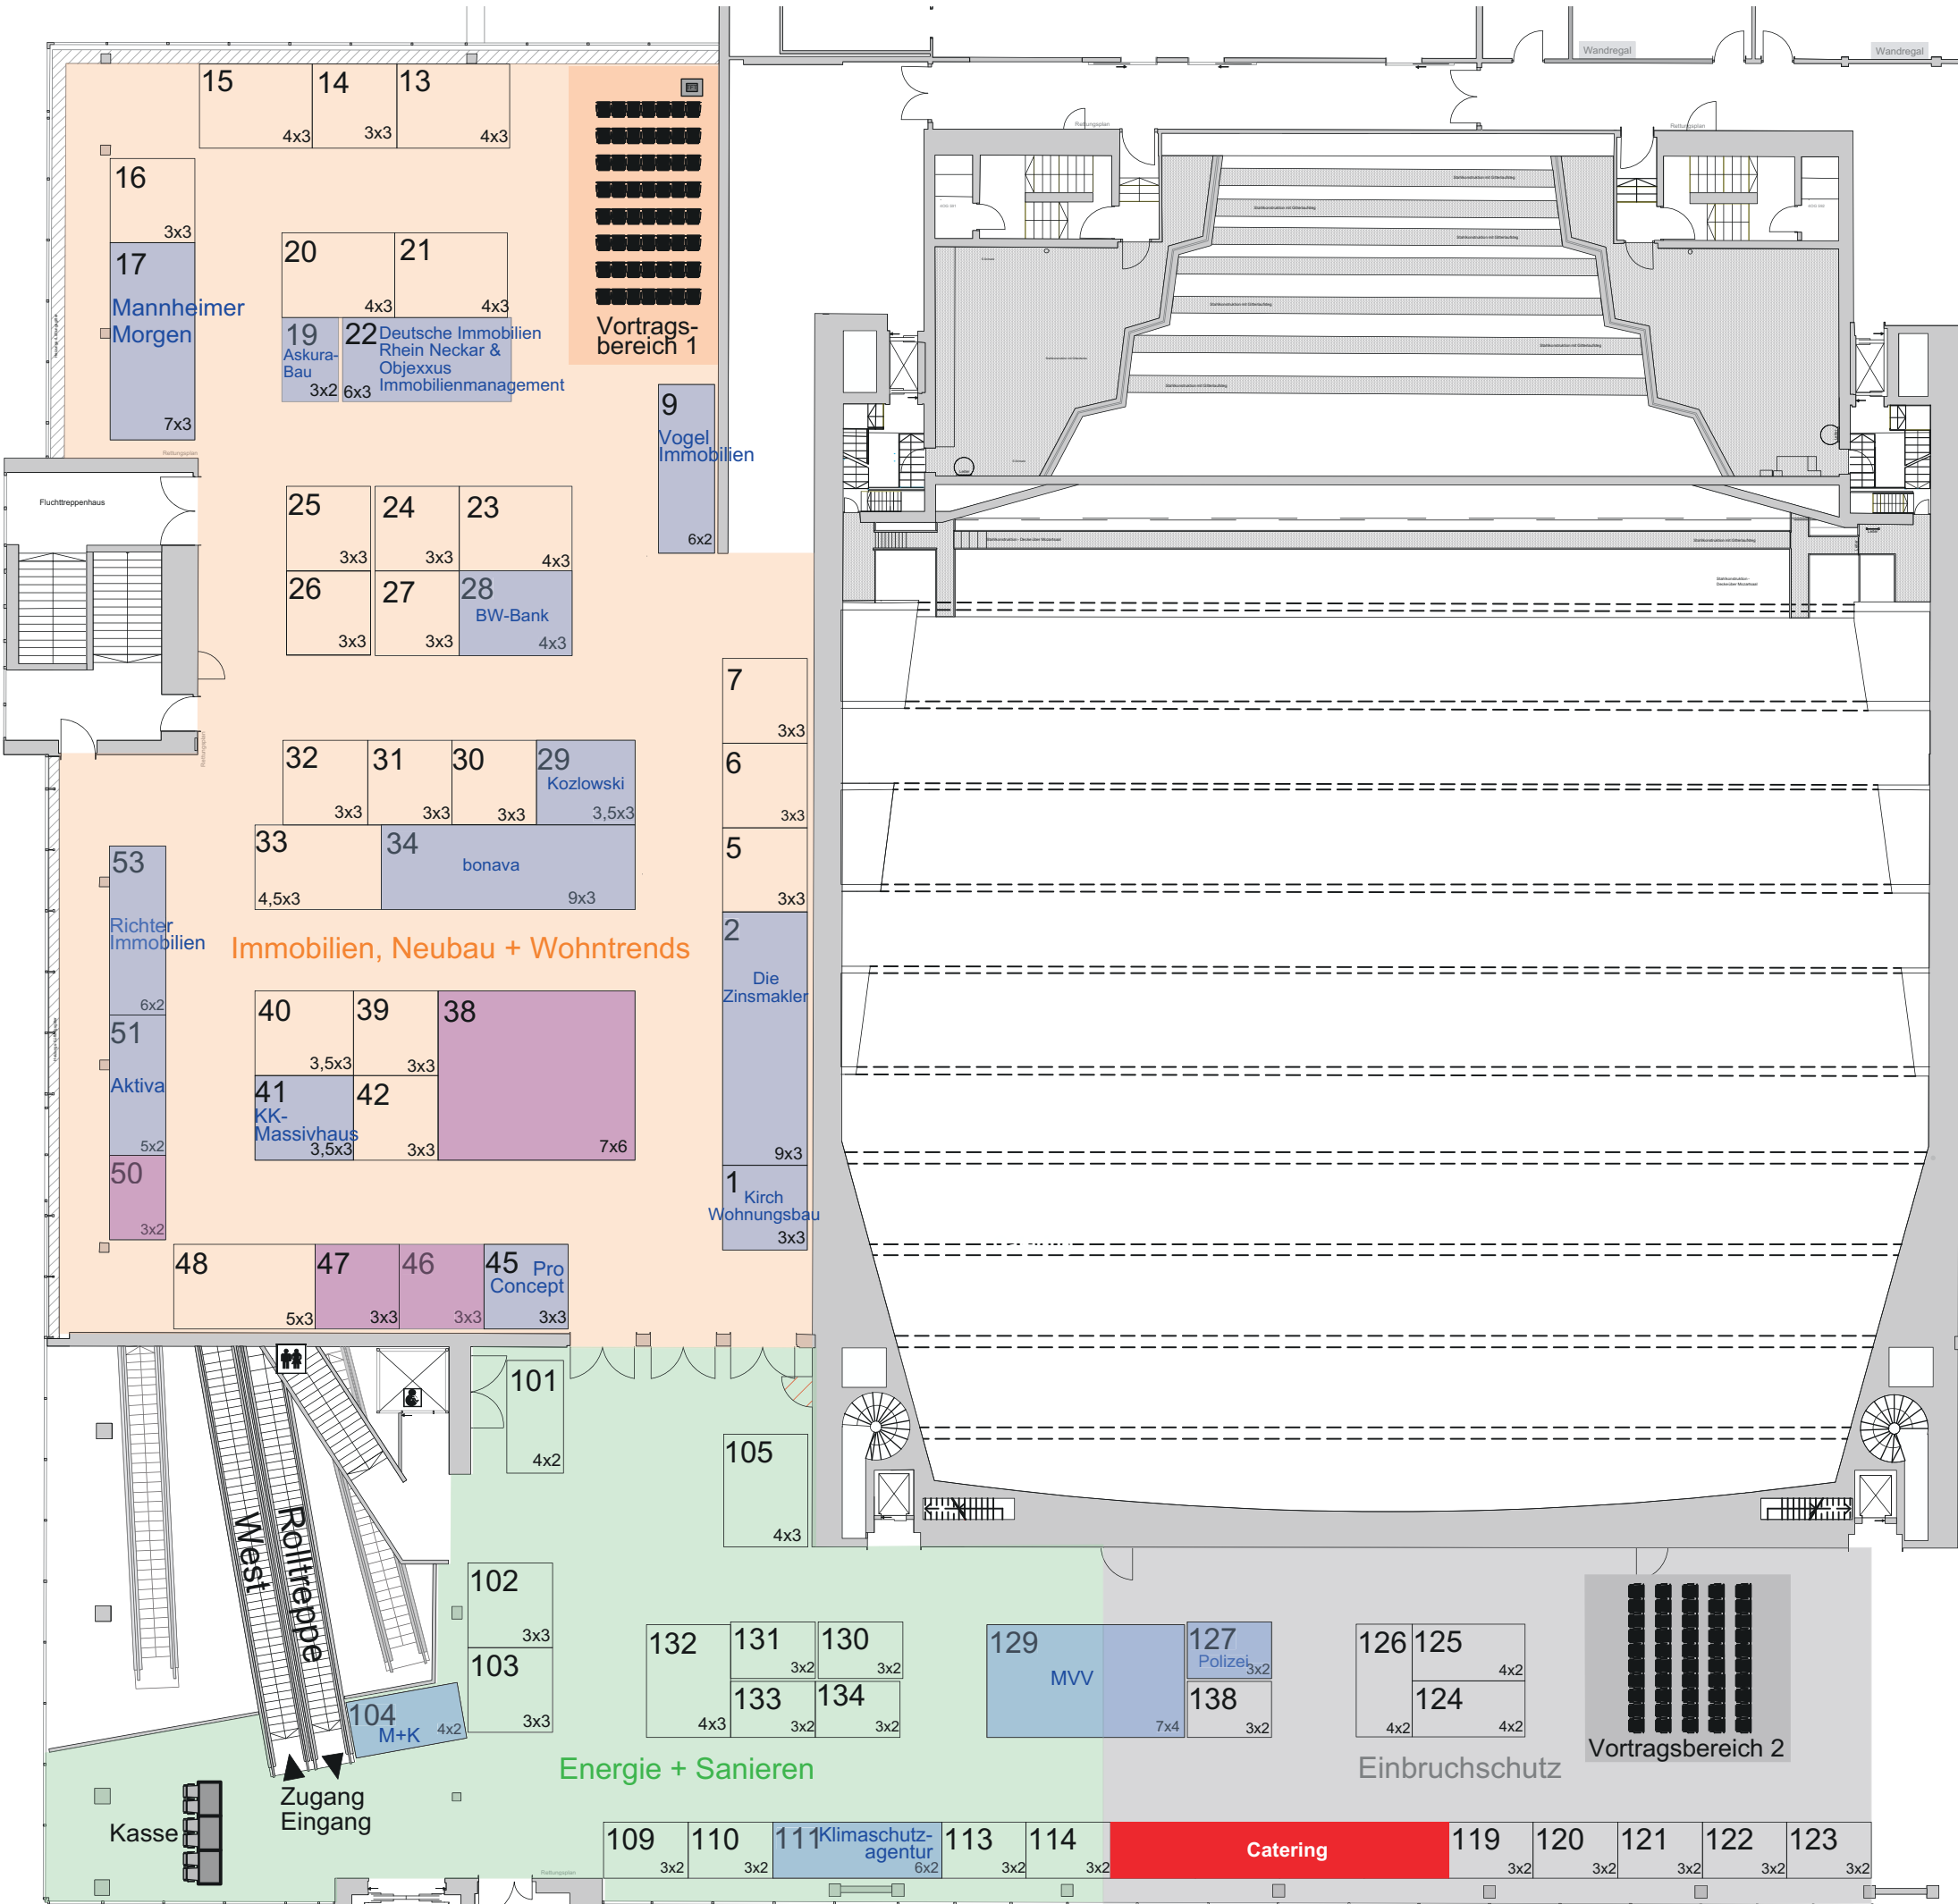 Wandregal
Wandregal
Rettungsplan
Rettungsplan
15
4x3
14
3x3
13
4x3
16
3x3
17
Mannheimer
Morgen
7x3
20
4x3
21
4x3
19
Askura-
Bau
3x2
22
Deutsche Immobilien
Rhein Neckar &
Objexxus
Immobilienmanagement
6x3
Vortrags-
bereich 1
9
Vogel
Immobilien
6x2
Rettungsplan
Fluchttreppenhaus
25
3x3
24
3x3
23
4x3
26
3x3
27
3x3
28
BW-Bank
4x3
Rettungsplan
7
3x3
6
3x3
5
3x3
32
3x3
31
3x3
30
3x3
29
Kozlowski
3,5x3
33
4,5x3
34
bonava
9x3
53
Richter
Immobilien
6x2
Immobilien, Neubau + Wohntrends
2
Die
Zinsmakler
9x3
51
Aktiva
5x2
40
3,5x3
39
3x3
38
7x6
41
KK-
Massivhaus
3,5x3
42
3x3
50
3x2
1
Kirch
Wohnungsbau
3x3
48
5x3
47
3x3
46
3x3
45
Pro
Concept
3x3
101
4x2
105
4x3
Rolltreppe
West
102
3x3
103
3x3
104
M+K
4x2
132
4x3
131
3x2
130
3x2
133
3x2
134
3x2
129
MVV
7x4
127
Polizei
3x2
138
3x2
126
4x2
125
4x2
124
4x2
Vortragsbereich 2
Energie + Sanieren
Einbruchschutz
Zugang
Eingang
Kasse
Rettungsplan
109
3x2
110
3x2
111
Klimaschutz-
agentur
6x2
113
3x2
114
3x2
Catering
119
3x2
120
3x2
121
3x2
122
3x2
123
3x2